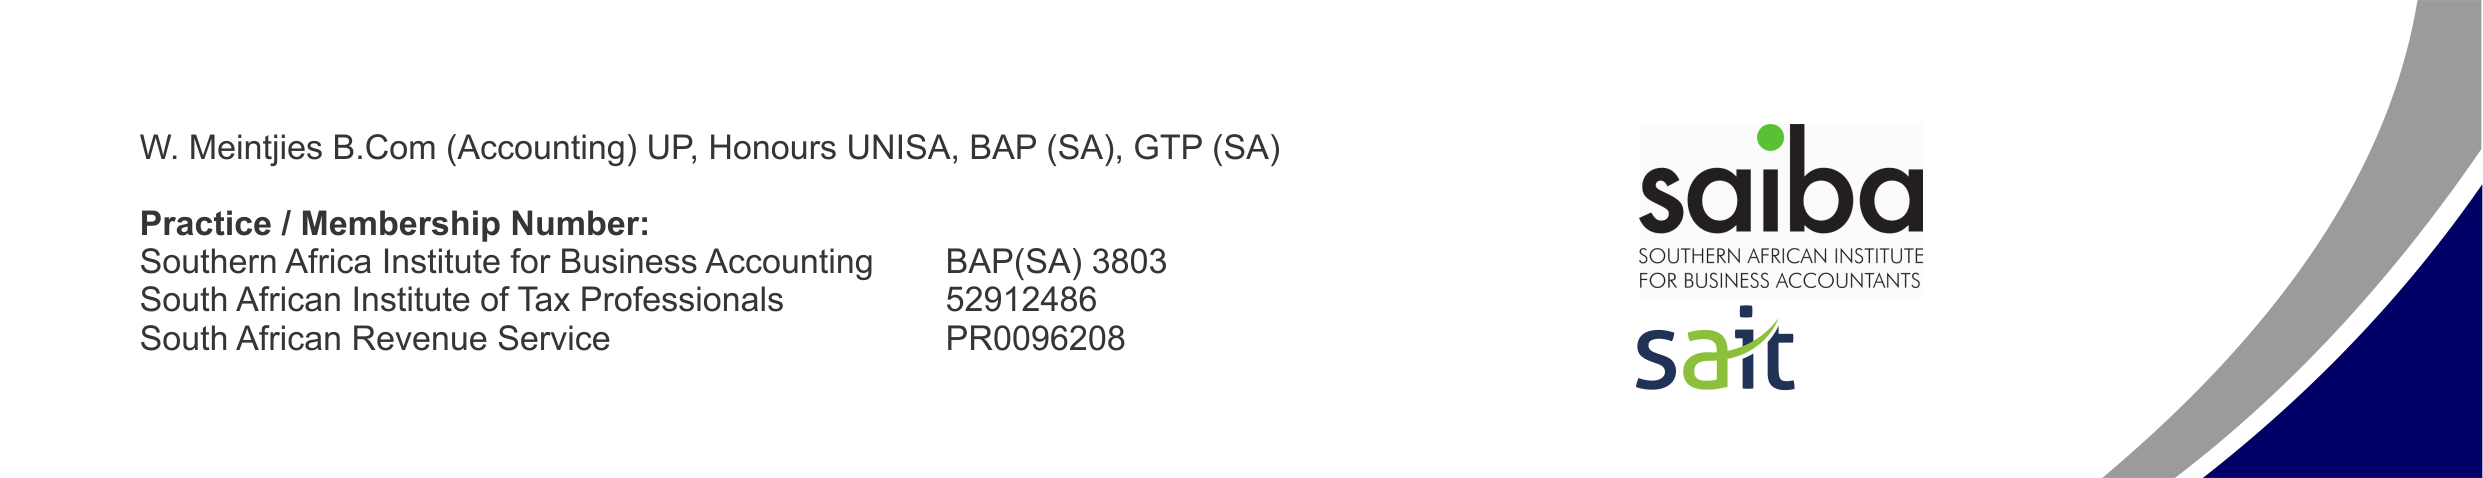 W. Meintjies B.Com (Accounting) UP, Honours UNISA, BAP (SA), GTP (SA)
Practice / Membership Number:
Southern Africa Institute for Business Accounting BAP(SA) 3803
South African Institute of Tax Professionals 52912486
South African Revenue Service PR0096208
saiba
SOUTHERN AFRICAN INSTITUTE
FOR BUSINESS ACCOUNTANTS
sait